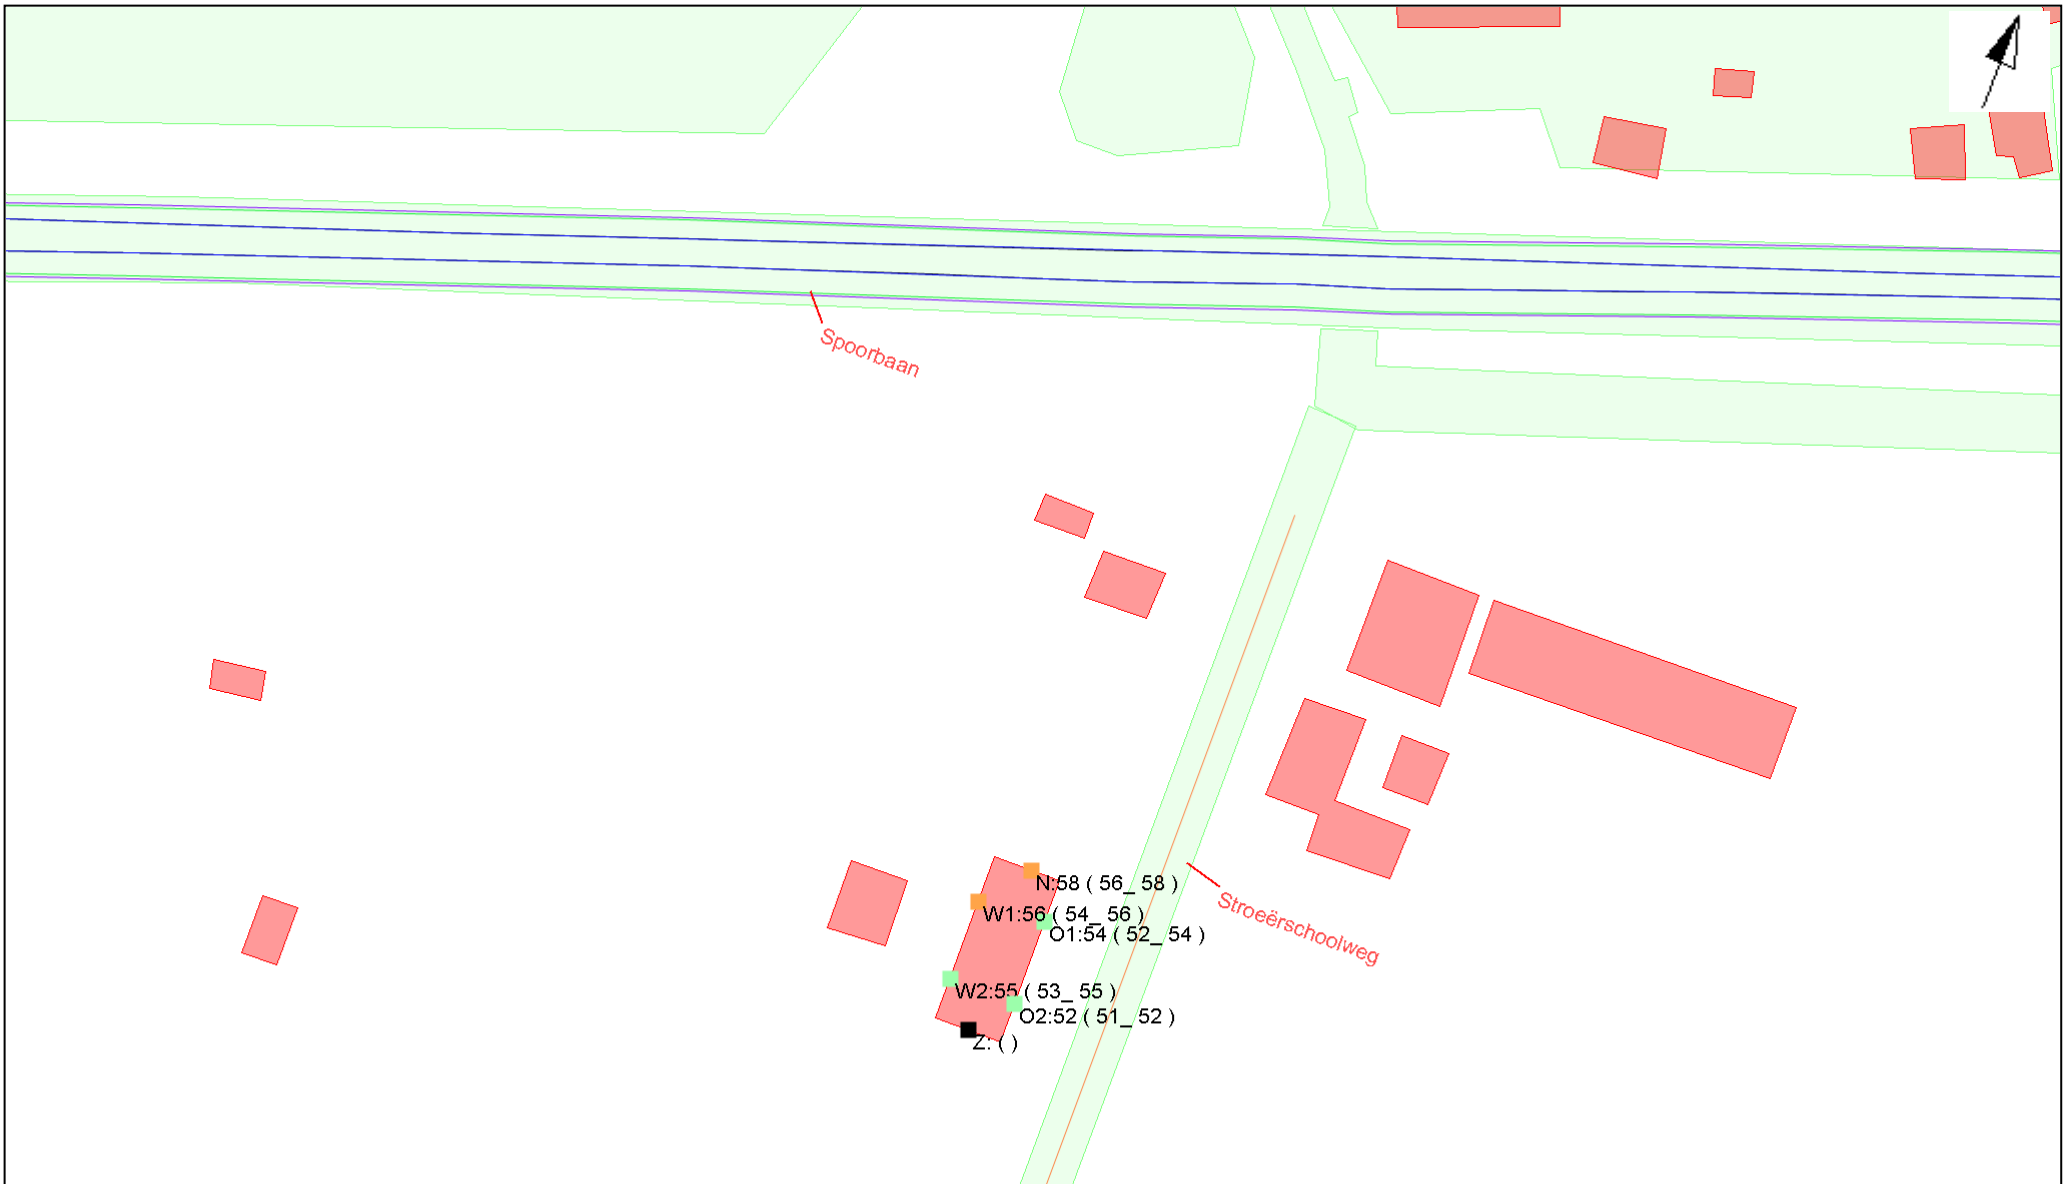 Spoorbaan
N:58 ( 56_ 58 )
W1:56 ( 54_ 56 )
O1:54 ( 52_ 54 )
Stroeërschoolweg
W2:55 ( 53_ 55 )
O2:52 ( 51_ 52 )
Z: ( )